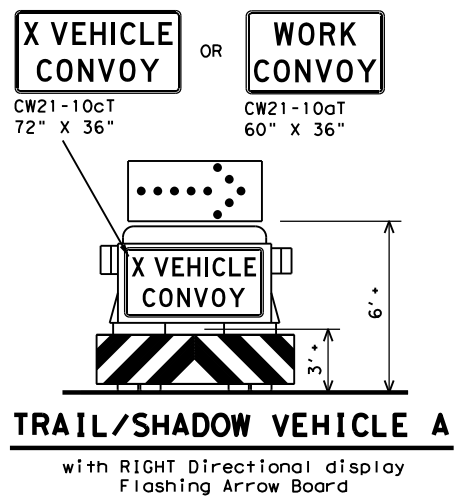 X VEHICLE
CONVOY
OR
WORK
CONVOY
CW21-10cT
72" X 36"
CW21-10aT
60" X 36"
X VEHICLE
CONVOY
6' +
3' +
TRAIL/SHADOW VEHICLE A
with RIGHT Directional display
Flashing Arrow Board